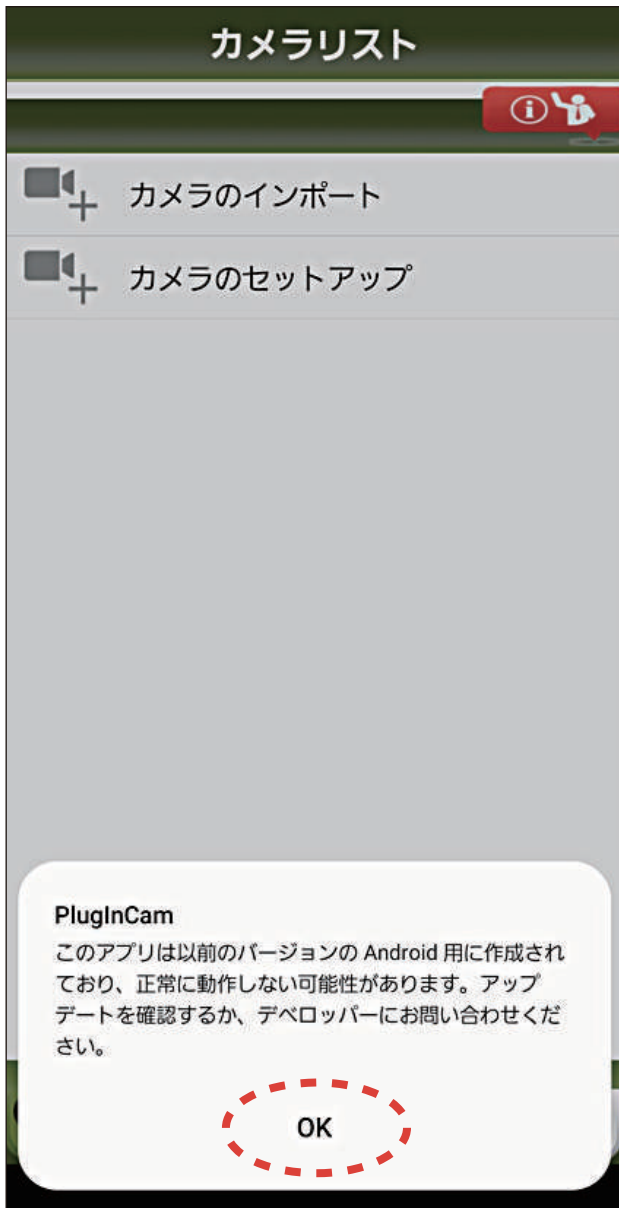 カメラリスト
カメラのインポート
カメラのセットアップ
PlugInCam
このアプリは以前のバージョンの Android 用に作成され
ており、正常に動作しない可能性があります。アップ
デートを確認するか、デベロッパーにお問い合わせくだ
さい。
OK